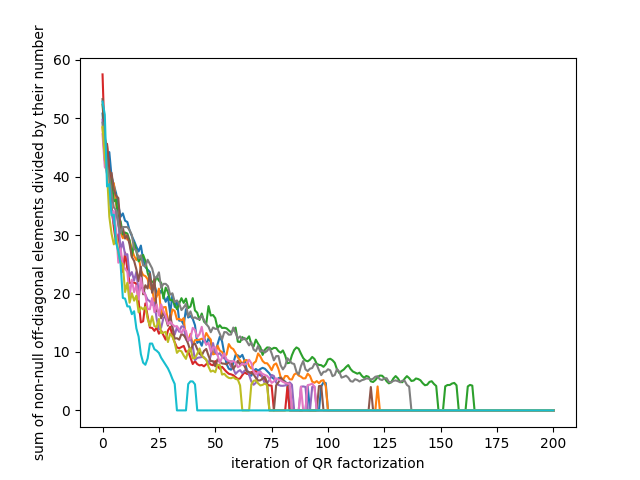 sum of non-null off-diagonal elements divided by their number
60
50
40
30
20
10
0
0 25 50 75 100 125 150 175 200
iteration of QR factorization